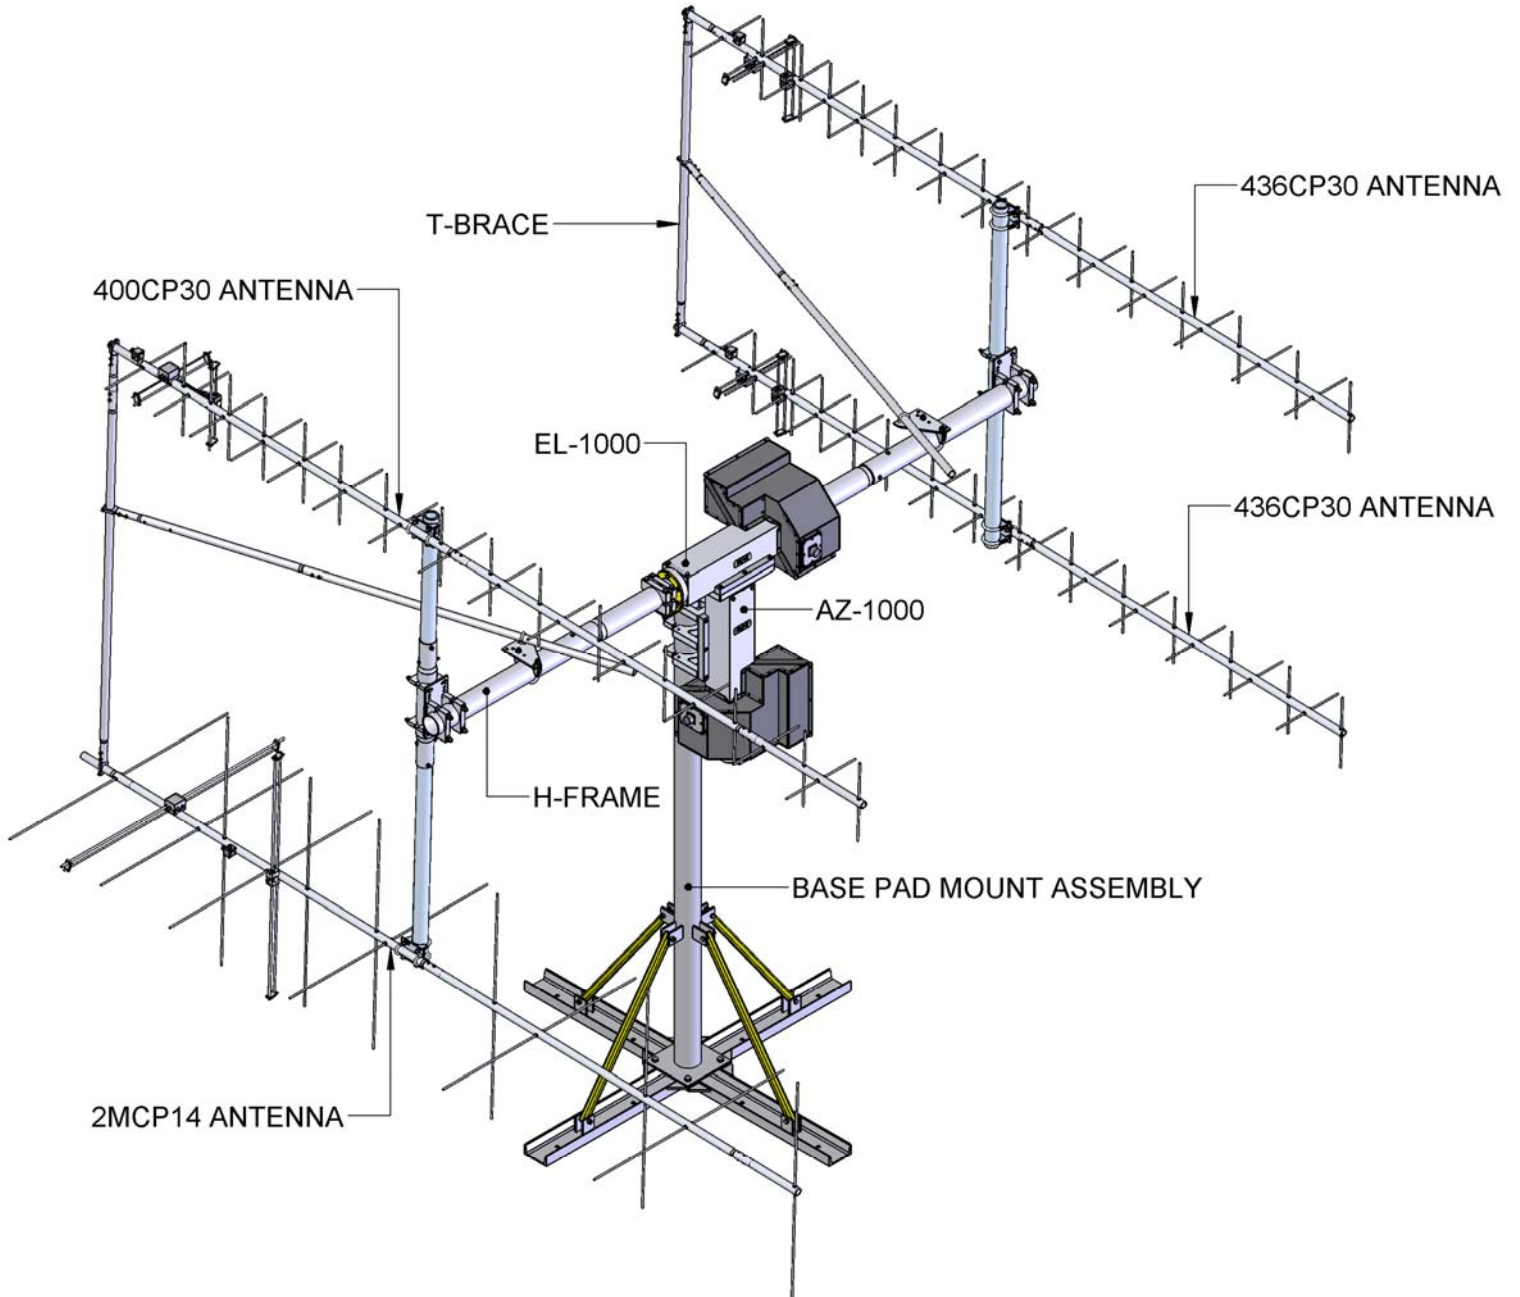 436CP30 ANTENNA
T-BRACE
400CP30 ANTENNA
EL-1000
436CP30 ANTENNA
AZ-1000
H-FRAME
BASE PAD MOUNT ASSEMBLY
2MCP14 ANTENNA